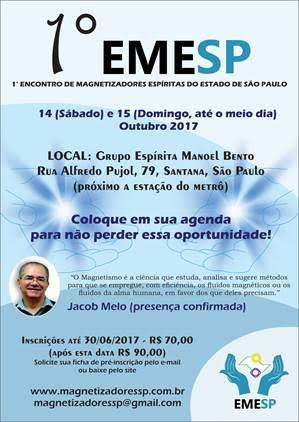 1° EMESP
1º ENCONTRO DE MAGNETIZADORES ESPÍRITAS DO ESTADO DE SÃO PAULO
14 (Sábado) e 15 (Domingo, até o meio dia)
Outubro 2017
LOCAL: Grupo Espírita Manoel Bento
Rua Alfredo Pujol, 79, Santana, São Paulo
(próximo a estação do metrô)
Coloque em sua agenda
para não perder essa oportunidade!
"O Magnetismo é a ciência que estuda, analisa e sugere métodos
para que se empregue, com eficiência, os fluidos magnéticos ou os
fluidos da alma humana, em favor dos que deles precisam."
Jacob Melo (presença confirmada)
Inscrições até 30/06/2017 - R$ 70,00
(após esta data R$ 90,00)
Solicite sua ficha de pré-inscrição pelo e-mail
ou baixe pelo site
www.magnetizadoressp.com.br
magnetizadoressp@gmail.com
EMESP